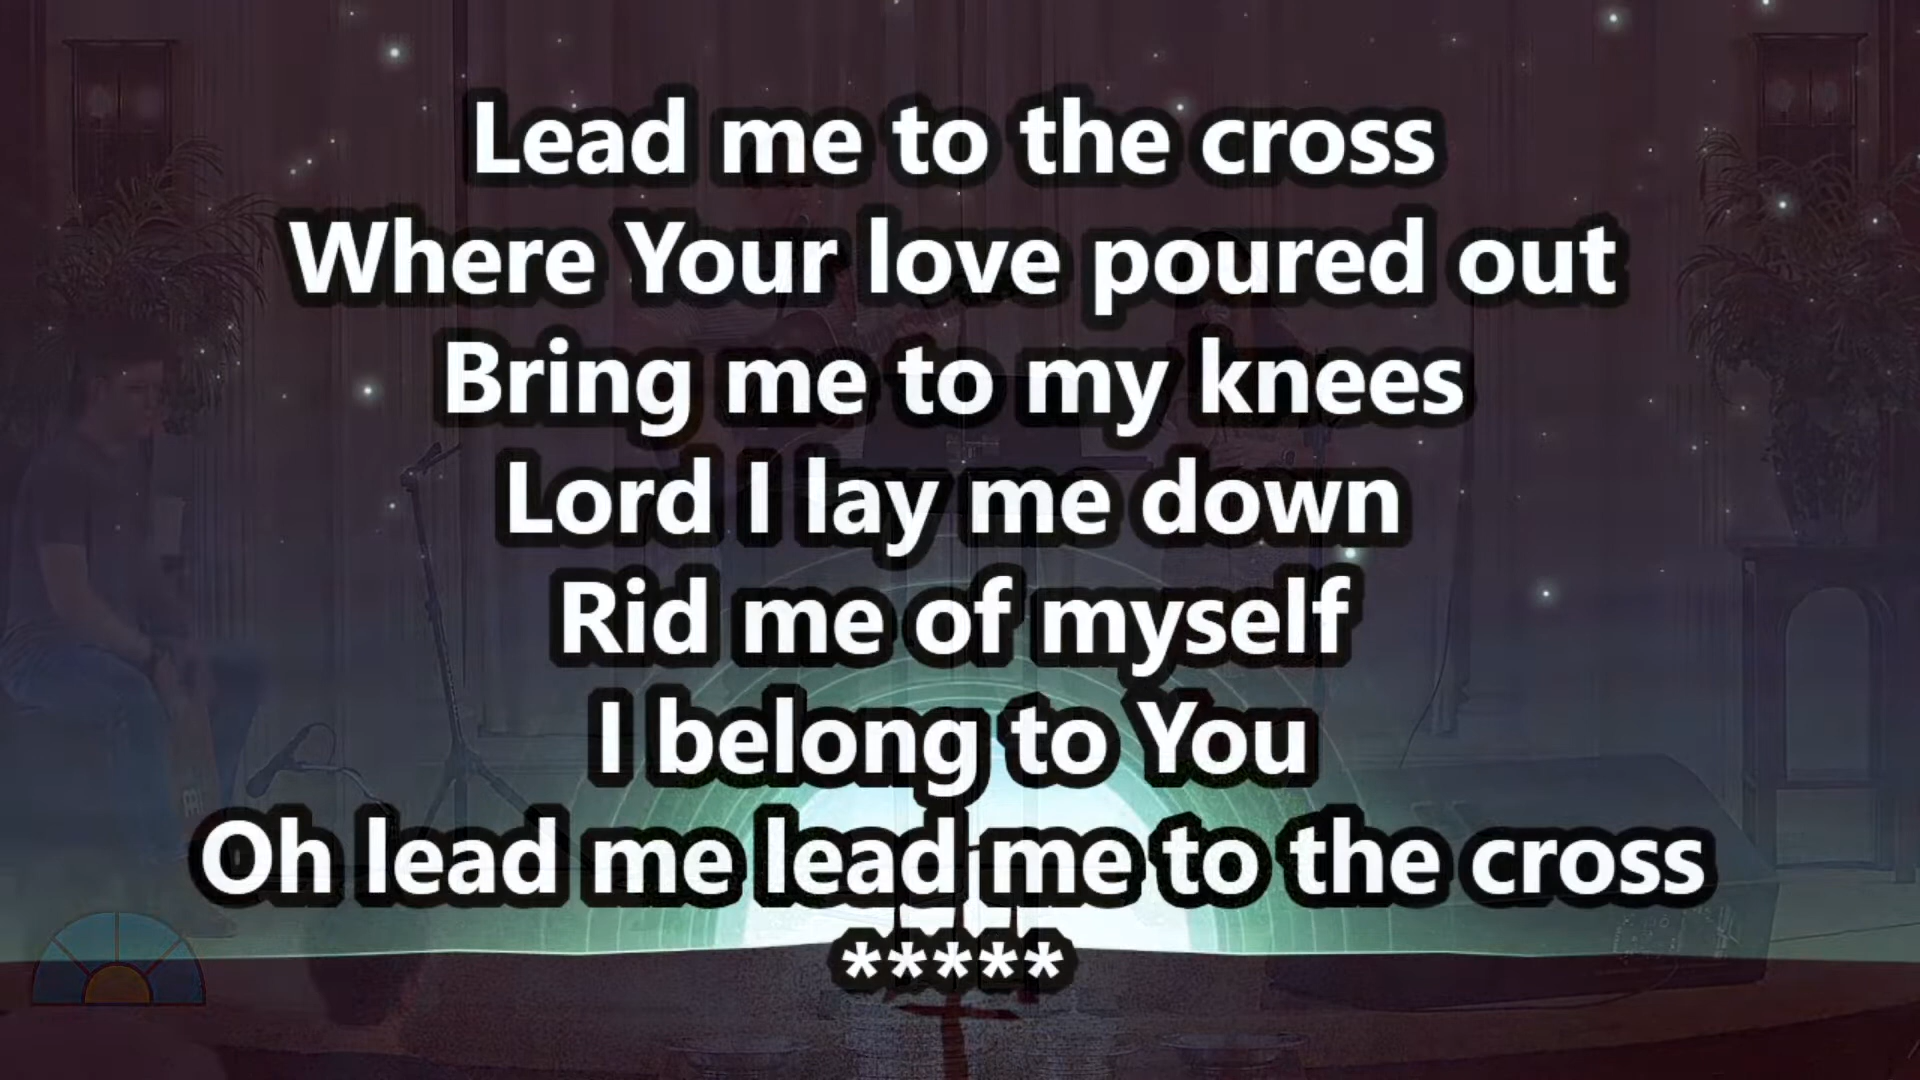 Lead me to the cross
Where Your love poured out
Bring me to my knees
Lord I lay me down
Rid me of myself
I belong to You
Oh lead me lead me to the cross
*****